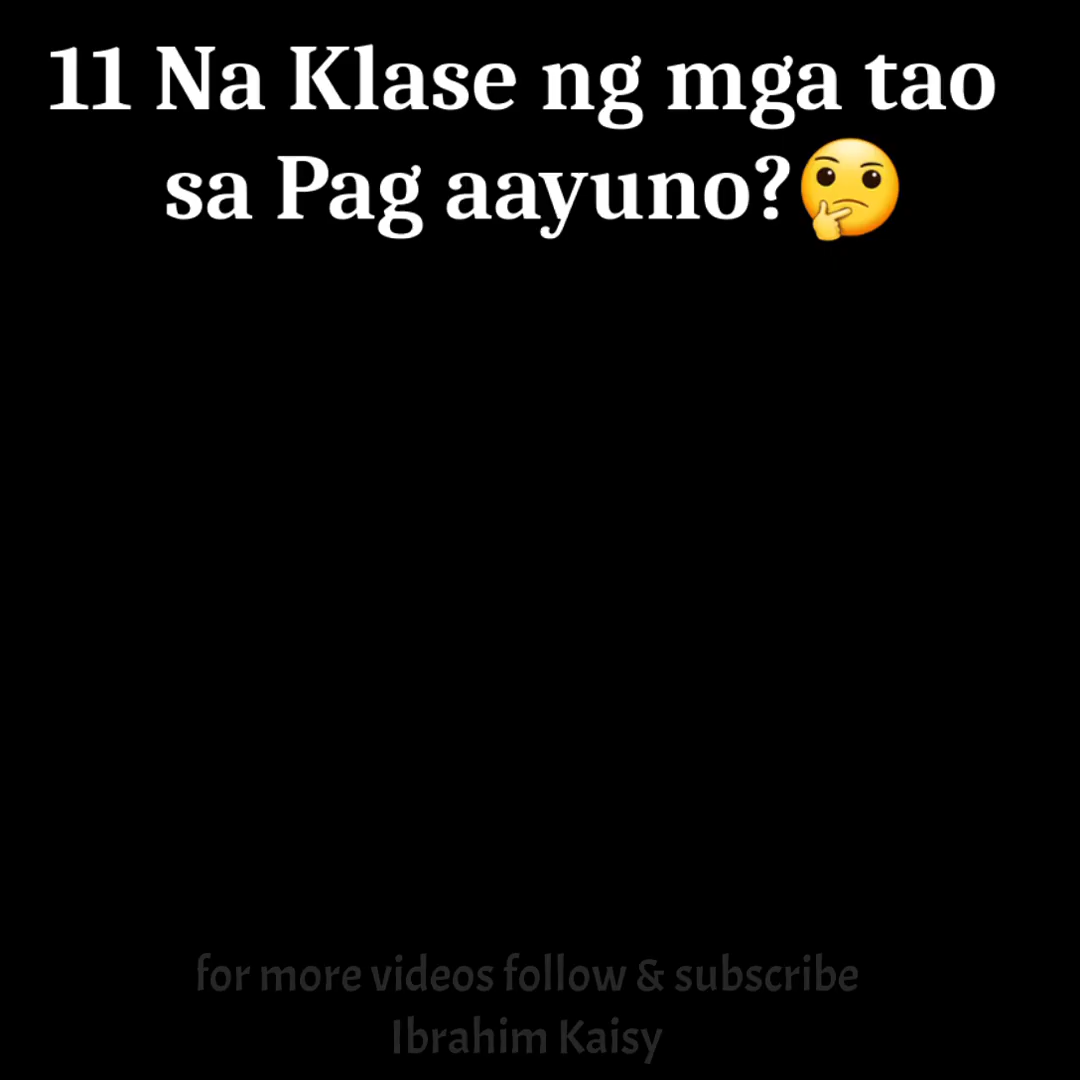 11 Na Klase ng mga tao
sa Pag aayuno?🤔
for more videos follow & subscribe
Ibrahim Kaisy